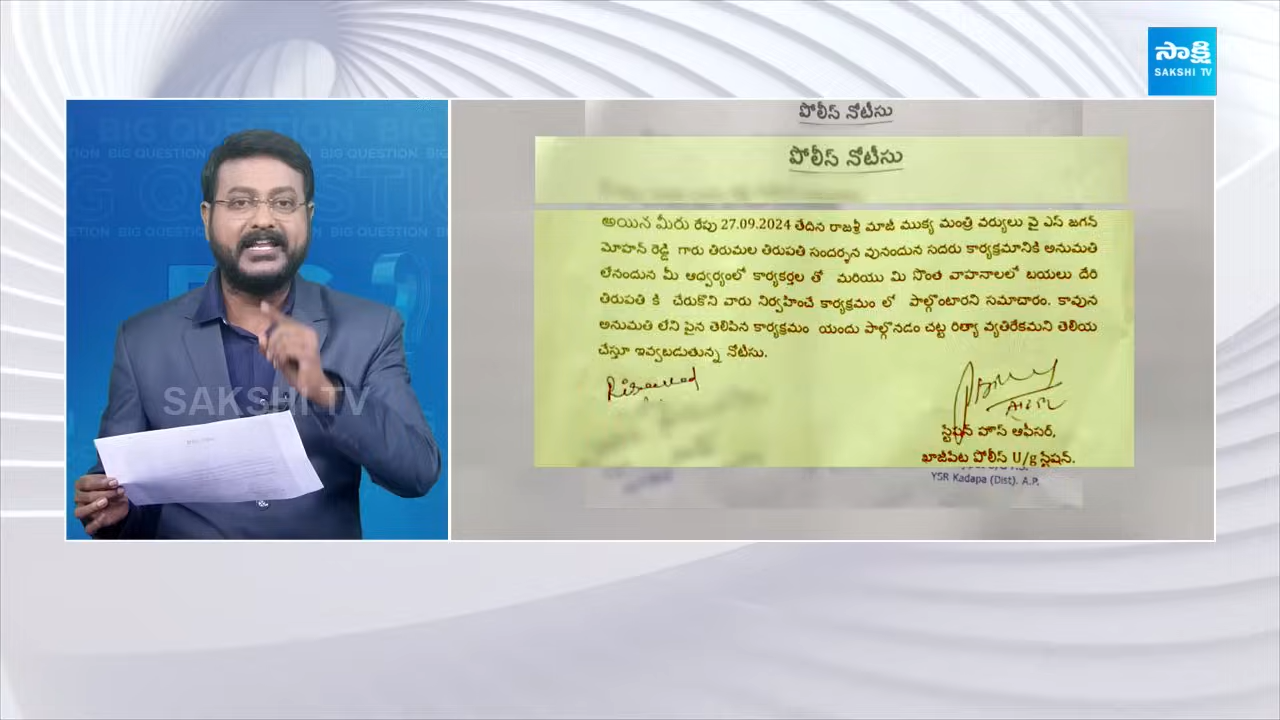 సాక్షి
SAKSHI TV
BIG QUESTION
SAKSHI TV
పోలీస్ నోటీసు
పోలీస్ నోటీసు
అయిన మీరు రేపు 27.09.2024 తేదిన రాజశ్రీ మాజీ ముక్య మంత్రి వర్యులు వై ఎస్ జగన్
మోహన్ రెడ్డి గారు తిరుమల తిరుపతి సందర్శన వునందున సదరు కార్యక్రమానికి అనుమతి
లేనందున మీ ఆధ్వర్యంలో కార్యకర్తల తో మరియు మి సొంత వాహనాలలో బయలు దేరి
తిరుపతి కి చేరుకొని వారు నిర్వహించే కార్యక్రమం లో పాల్గొంటారని సమాచారం. కావున
అనుమతి లేని పైన తెలిపిన కార్యక్రమం యందు పాల్గొనడం చట్ట రిత్యా వ్యతిరేకమని తెలియ
చేస్తూ ఇవ్వబడుతున్న నోటీసు.
స్టేషన్ హౌస్ ఆఫీసర్,
ఖాజీపేట పోలీస్ U/g స్టేషన్.
YSR Kadapa (Dist). A.P.